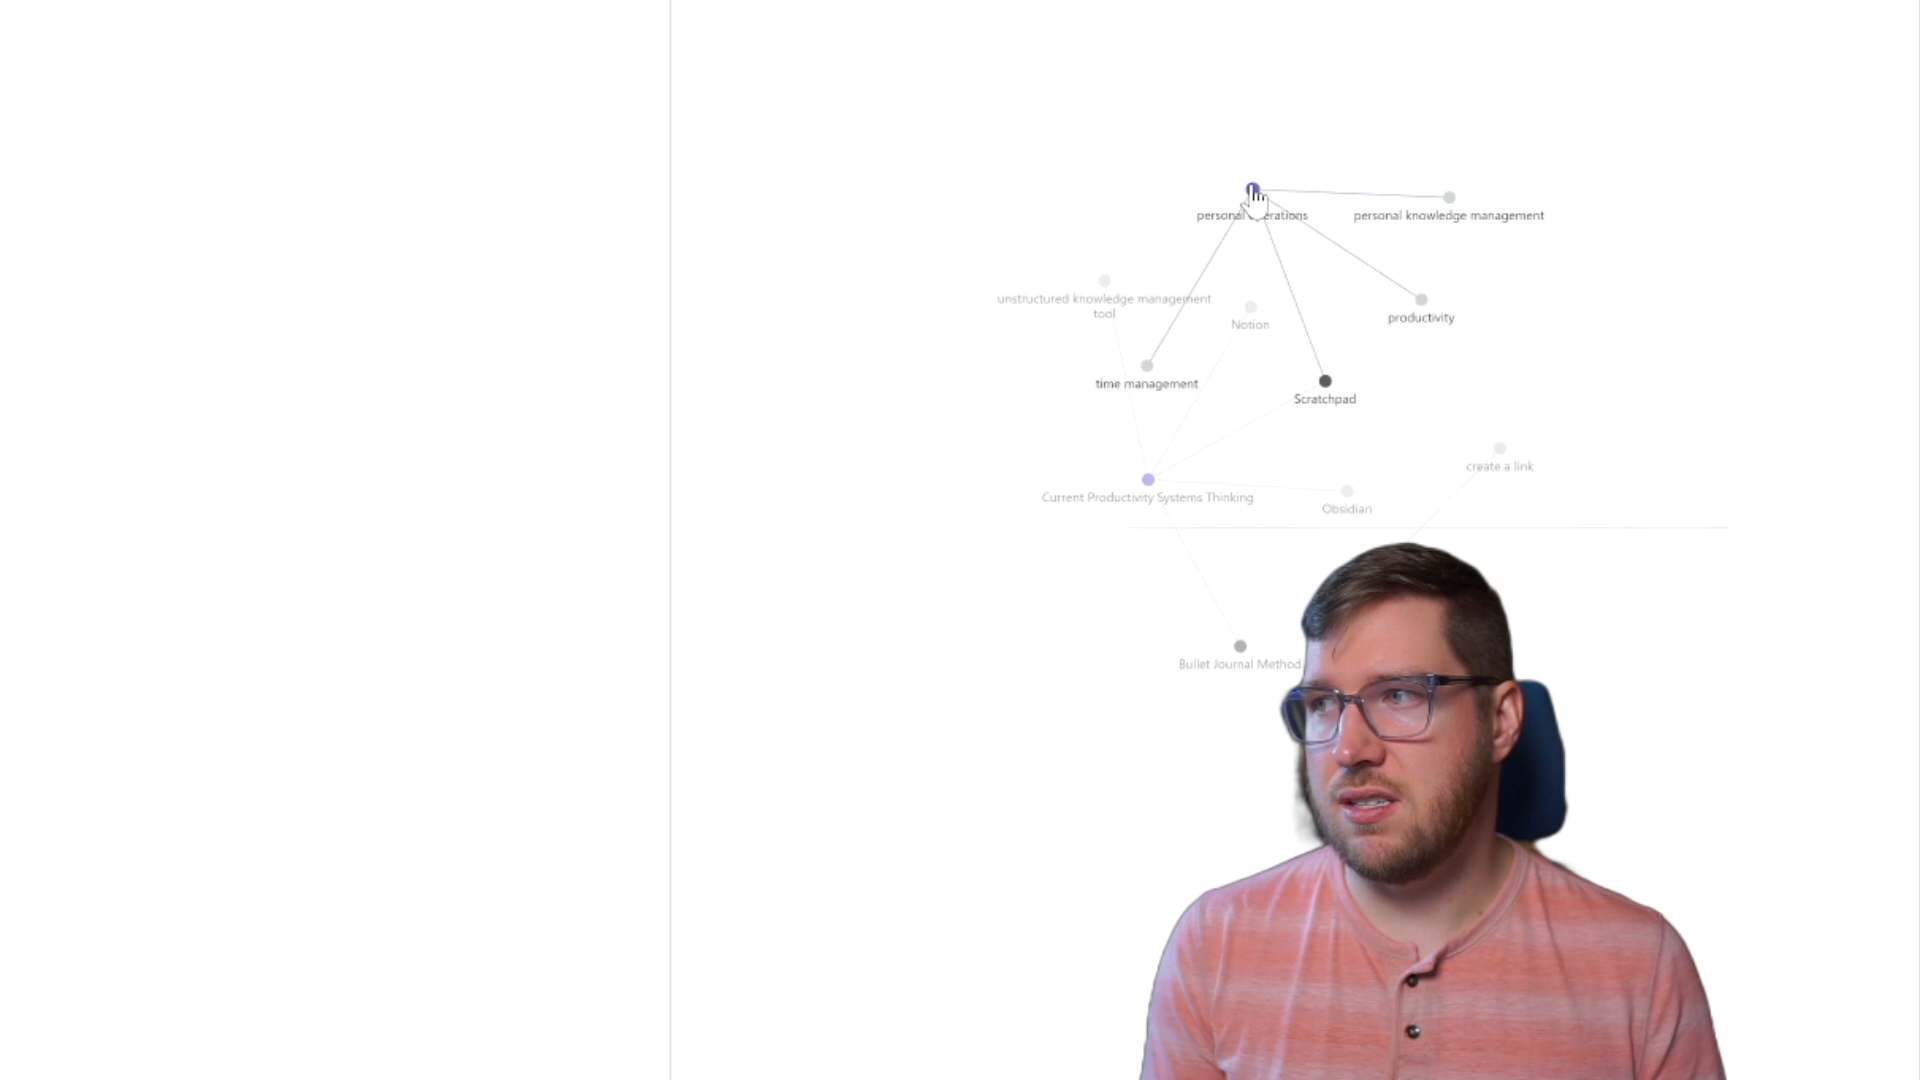 personal operations
personal knowledge management
unstructured knowledge management
tool
Notion
productivity
time management
Scratchpad
create a link
Current Productivity Systems Thinking
Obsidian
Bullet Journal Method